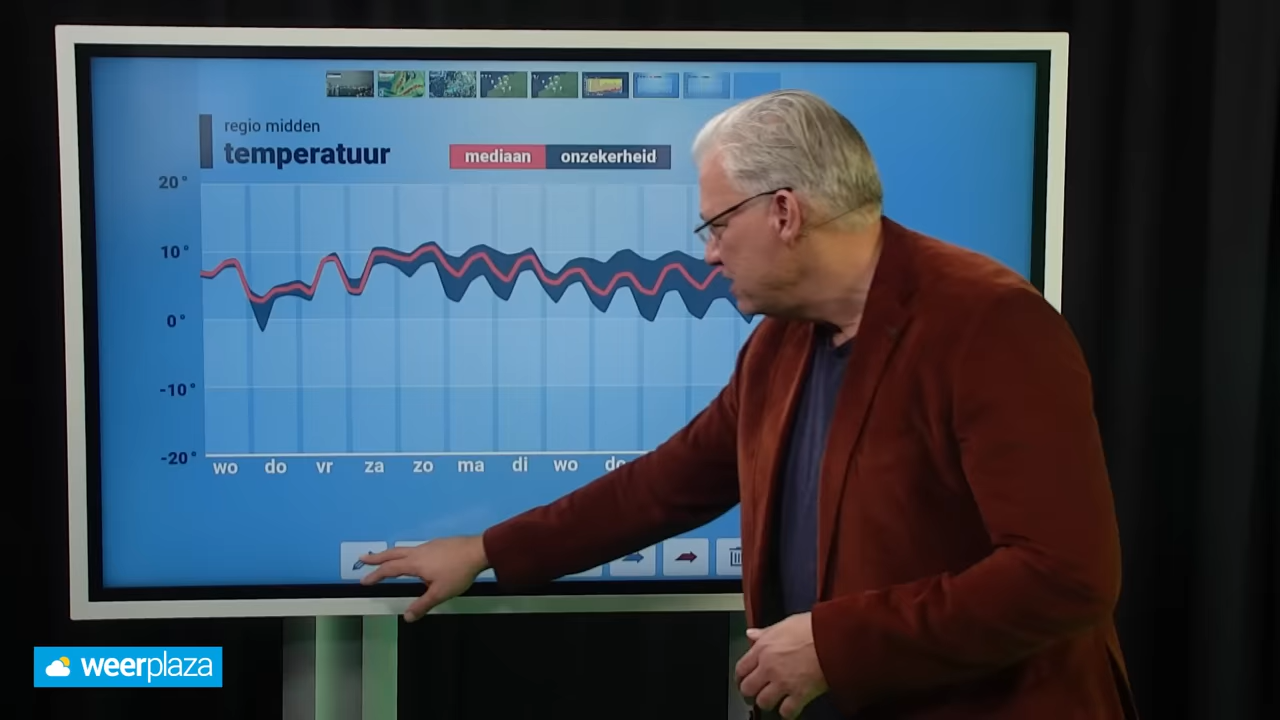 regio midden
temperatuur
mediaan onzekerheid
20°
10°
0°
-10°
-20°
wo do vr za zo ma di wo do
weerplaza